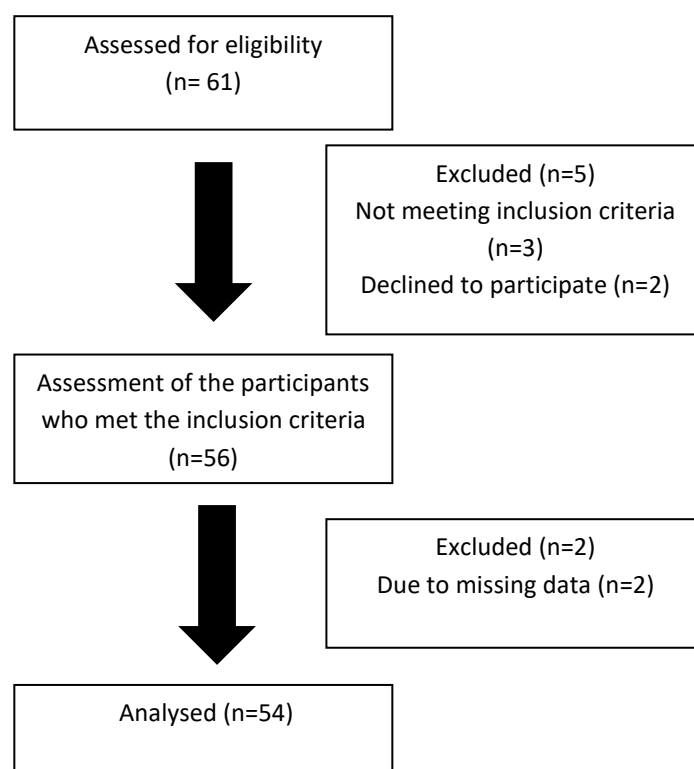 Assessed for eligibility
(n= 61)
Excluded (n=5)
Not meeting inclusion criteria
(n=3)
Declined to participate (n=2)
Assessment of the participants
who met the inclusion criteria
(n=56)
Excluded (n=2)
Due to missing data (n=2)
Analysed (n=54)